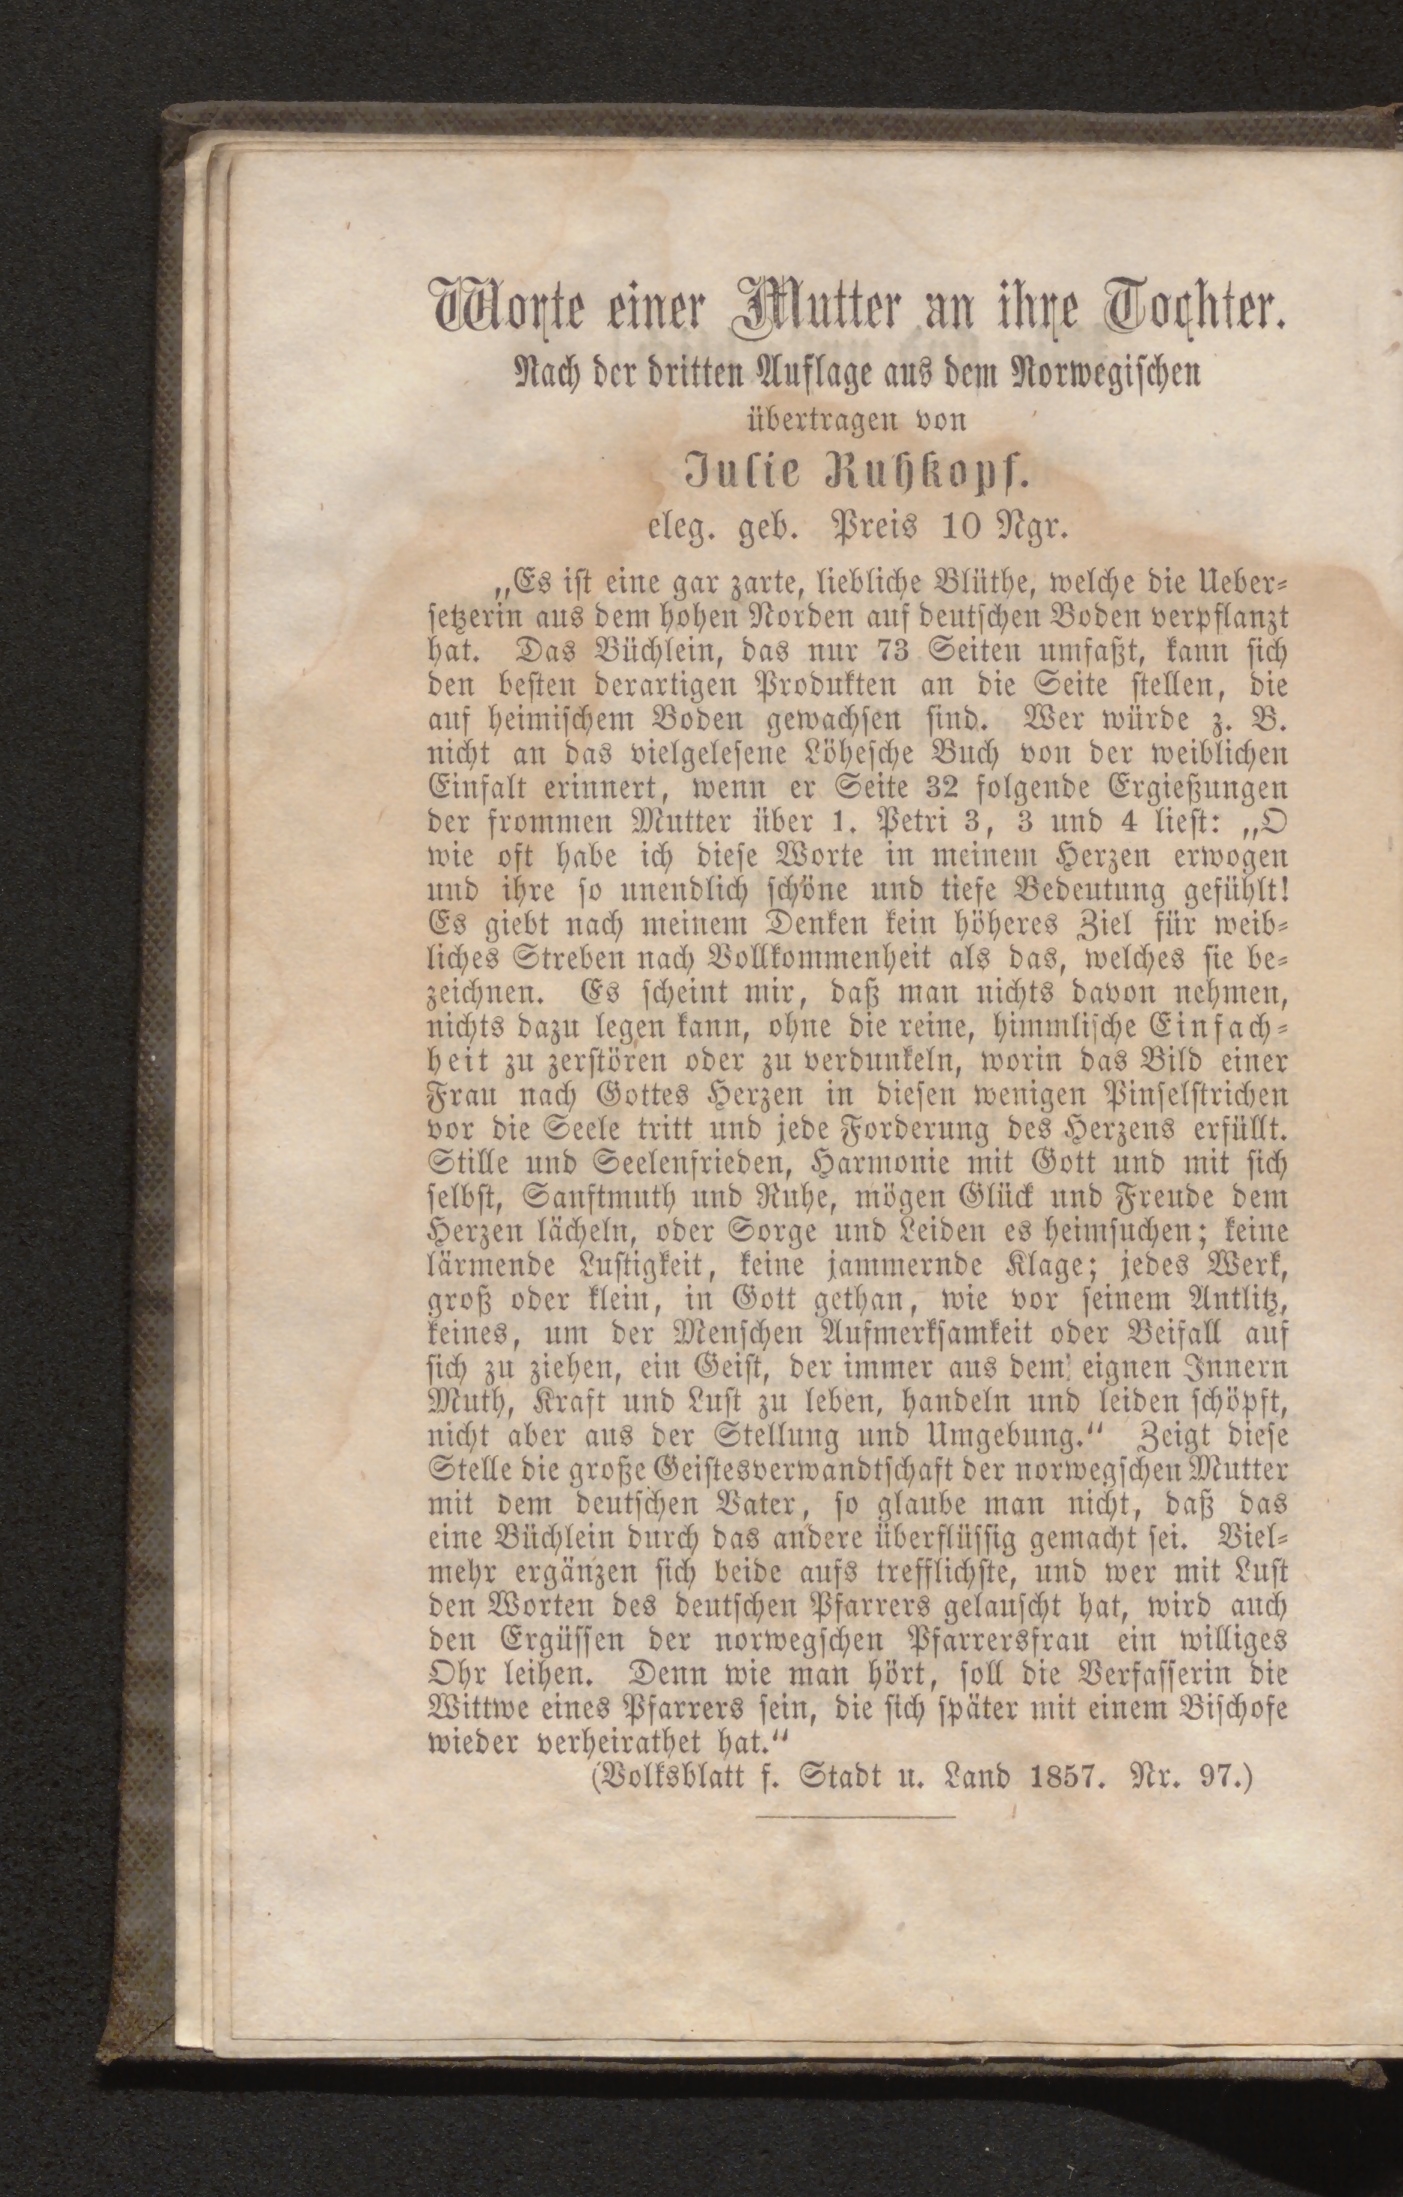 Worte einer Mutter an ihre Tochter.
Nach der dritten Auflage aus dem Norwegischen
übertragen von
Julie Ruhkopf.
eleg. geb. Preis 10 Ngr.
„Es ist eine gar zarte, liebliche Blüthe, welche die Ueber-
setzerin aus dem hohen Norden auf deutschen Boden verpflanzt
hat. Das Büchlein, das nur 73 Seiten umfaßt, kann sich
den besten derartigen Produkten an die Seite stellen, die
auf heimischem Boden gewachsen sind. Wer würde z. B.
nicht an das vielgelesene Löhesche Buch von der weiblichen
Einfalt erinnert, wenn er Seite 32 folgende Ergießungen
der frommen Mutter über 1. Petri 3, 3 und 4 liest: „O
wie oft habe ich diese Worte in meinem Herzen erwogen
und ihre so unendlich schöne und tiefe Bedeutung gefühlt!
Es giebt nach meinem Denken kein höheres Ziel für weib-
liches Streben nach Vollkommenheit als das, welches sie be-
zeichnen. Es scheint mir, daß man nichts davon nehmen,
nichts dazu legen kann, ohne die reine, himmlische Einfach-
heit zu zerstören oder zu verdunkeln, worin das Bild einer
Frau nach Gottes Herzen in diesen wenigen Pinselstrichen
vor die Seele tritt und jede Forderung des Herzens erfüllt.
Stille und Seelenfrieden, Harmonie mit Gott und mit sich
selbst, Sanftmuth und Ruhe, mögen Glück und Freude dem
Herzen lächeln, oder Sorge und Leiden es heimsuchen; keine
lärmende Lustigkeit, keine jammernde Klage; jedes Werk,
groß oder klein, in Gott gethan, wie vor seinem Antlitz,
keines, um der Menschen Aufmerksamkeit oder Beifall auf
sich zu ziehen, ein Geist, der immer aus dem eignen Innern
Muth, Kraft und Lust zu leben, handeln und leiden schöpft,
nicht aber aus der Stellung und Umgebung.“ Zeigt diese
Stelle die große Geistesverwandtschaft der norwegschen Mutter
mit dem deutschen Vater, so glaube man nicht, daß das
eine Büchlein durch das andere überflüssig gemacht sei. Viel-
mehr ergänzen sich beide aufs trefflichste, und wer mit Lust
den Worten des deutschen Pfarrers gelauscht hat, wird auch
den Ergüssen der norwegschen Pfarrersfrau ein williges
Ohr leihen. Denn wie man hört, soll die Verfasserin die
Wittwe eines Pfarrers sein, die sich später mit einem Bischofe
wieder verheirathet hat.“
(Volksblatt f. Stadt u. Land 1857. Nr. 97.)